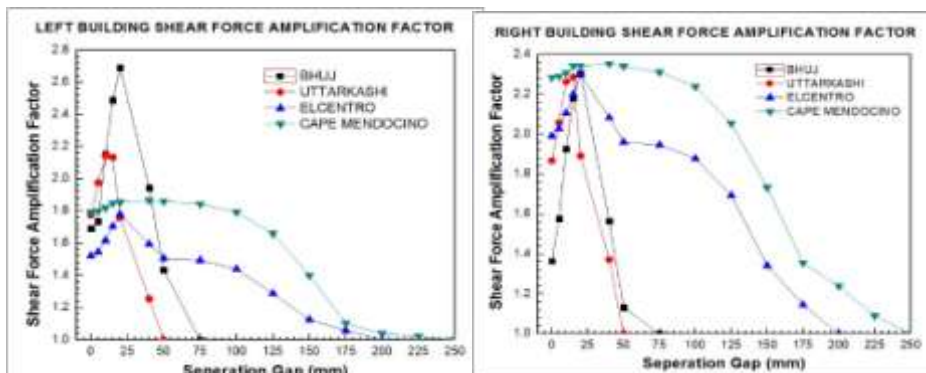 LEFT BUILDING SHEAR FORCE AMPLIFICATION FACTOR
2.8
2.6
2.4
2.2
2.0
1.8
1.6
1.4
1.2
1.0
Shear Force Amplification Factor
BHUJ
UTTARKASHI
ELCENTRO
CAPE MENDOCINO
0 25 50 75 100 125 150 175 200 225 250
Seperation Gap (mm)
RIGHT BUILDING SHEAR FORCE AMPLIFICATION FACTOR
2.4
2.2
2.0
1.8
1.6
1.4
1.2
1.0
Shear Force Amplification Factor
BHUJ
UTTARKASHI
ELCENTRO
CAPE MENDOCINO
0 25 50 75 100 125 150 175 200 225 250
Seperation Gap (mm)